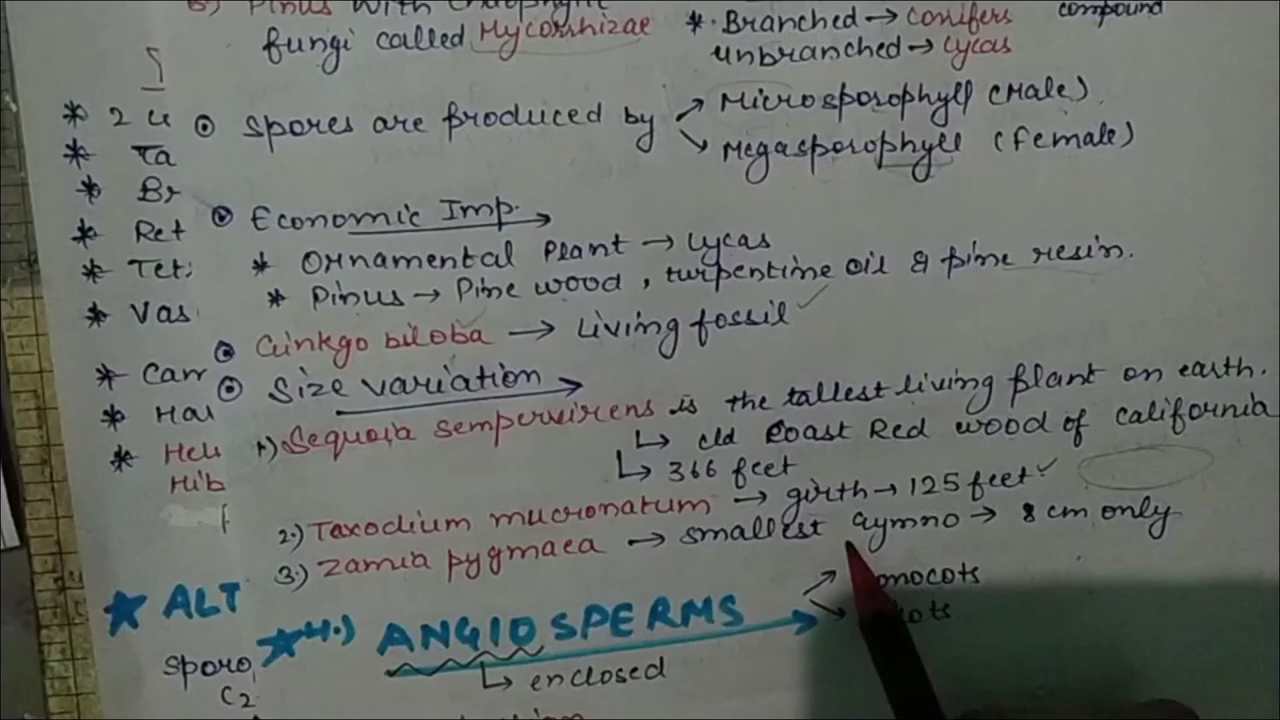 fungi called Mycorrhizae
* Branched → Conifers compound
unbranched → Cycas
* 2 
* Ta
* Br
* Ret
* Tet
* Vas
* Carr
* Hal
* Hel
Hib
⊙ Spores are produced by → Microsporophyll (Male)
→ Megasporophyll (Female)
⊙ Economic Imp. →
* Ornamental Plant → Cycas
* Pinus → Pine wood, turpentine oil & pine resin.
⊙ Ginkgo biloba → Living fossil ✓
⊙ Size variation →
1) Sequoia sempervirens is the tallest living plant on earth.
↳ Coast Red wood of California
↳ 366 feet
2.) Taxodium mucronatum → girth → 125 feet ✓
3.) Zamia pygmaea → smallest gymno → 8 cm only
★ ALT
Sporo
C2
★ 4.) ANGIOSPERMS → 
↳ enclosed